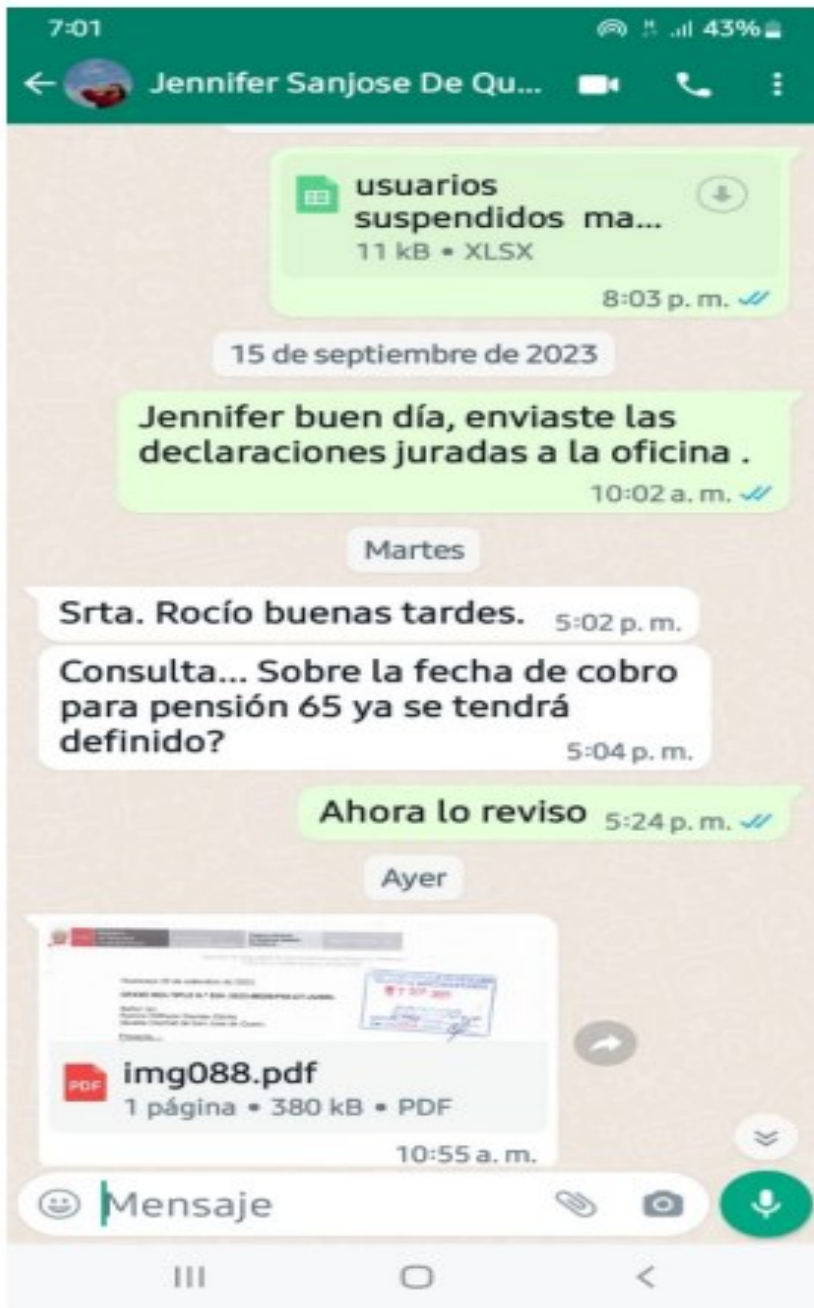 7:01
43%
Jennifer Sanjose De Qu...
usuarios
suspendidos ma...
11 kB • XLSX
8:03 p. m.
15 de septiembre de 2023
Jennifer buen día, enviaste las
declaraciones juradas a la oficina .
10:02 a. m.
Martes
Srta. Rocío buenas tardes.
5:02 p. m.
Consulta... Sobre la fecha de cobro
para pensión 65 ya se tendrá
definido?
5:04 p. m.
Ahora lo reviso
5:24 p. m.
Ayer
PDF
img088.pdf
1 página • 380 kB • PDF
10:55 a. m.
Mensaje